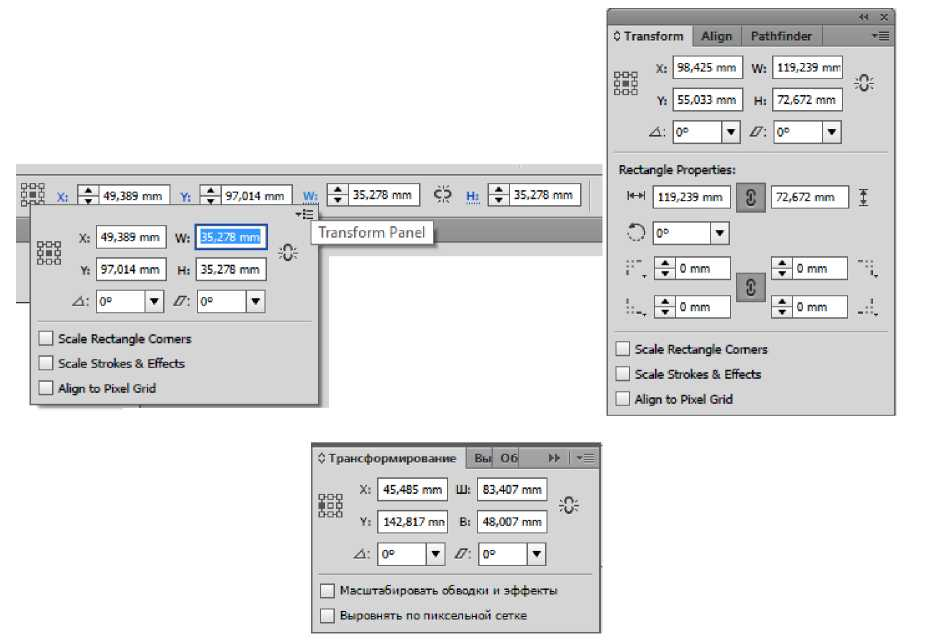 X: 49,389 mm Y: 97,014 mm W: 35,278 mm H: 35,278 mm
Transform Panel
X: 49,389 mm W: 35,278 mm
Y: 97,014 mm H: 35,278 mm
0° 0°
Scale Rectangle Corners
Scale Strokes & Effects
Align to Pixel Grid
Transform Align Pathfinder
X: 98,425 mm W: 119,239 mm
Y: 55,033 mm H: 72,672 mm
0° 0°
Rectangle Properties:
119,239 mm 72,672 mm
0°
0 mm 0 mm
0 mm 0 mm
Scale Rectangle Corners
Scale Strokes & Effects
Align to Pixel Grid
Трансформирование Вы Об
X: 45,485 mm Ш: 83,407 mm
Y: 142,817 mn В: 48,007 mm
0° 0°
Масштабировать обводки и эффекты
Выровнять по пиксельной сетке